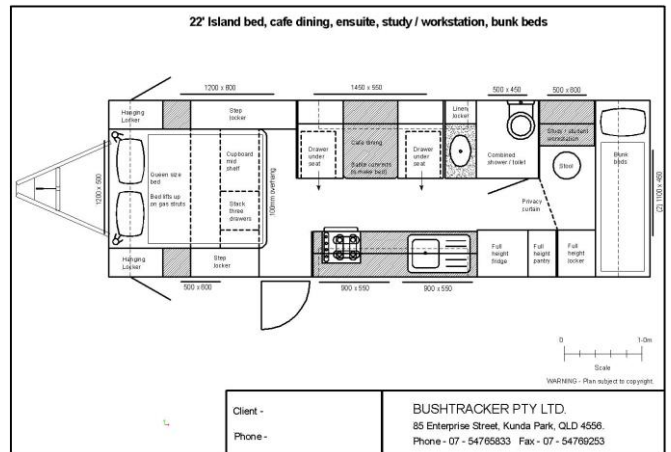 22' Island bed, cafe dining, ensuite, study / workstation, bunk beds
1200 x 600
1450 x 950
500 x 450
500 x 600
Hanging
Locker
Step
locker
Linen
locker
Cafe dining
Study / student
workstation
Drawer
under
seat
Drawer
under
seat
Queen size
bed
Cupboard
mid
shelf
Combined
shower / toilet
Stool
Bunk
beds
Bed lifts up
on gas struts
Stack
three
drawers
100mm overhang
1200 x 500
(2) 1100 x 450
Privacy
curtain
Hanging
Locker
Step
locker
Full
height
fridge
Full
height
pantry
Full
height
locker
500 x 600
900 x 550
900 x 550
0
1.0m
Scale
WARNING - Plan subject to copyright.
Client -
Phone -
BUSHTRACKER PTY LTD.
85 Enterprise Street, Kunda Park, QLD 4556.
Phone - 07 - 54765833 Fax - 07 - 54769253